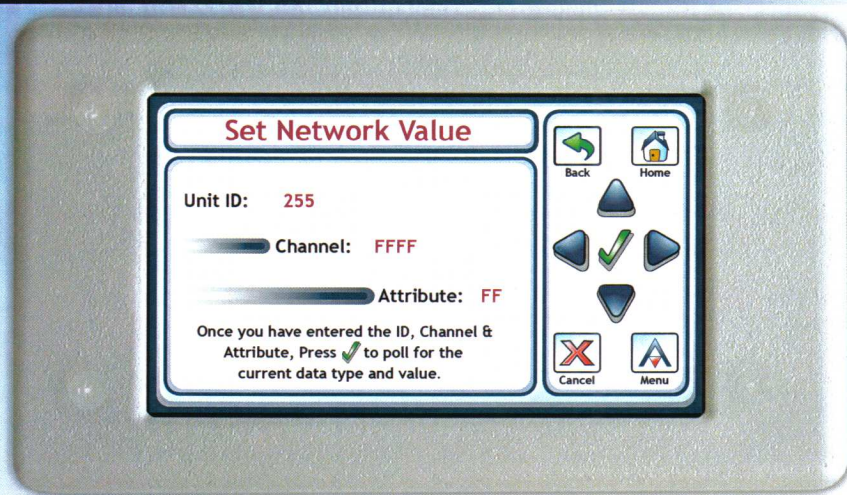 Set Network Value
Unit ID: 255
Channel: FFFF
Attribute: FF
Once you have entered the ID, Channel &
Attribute, Press to poll for the
current data type and value.
Back Home
Cancel Menu